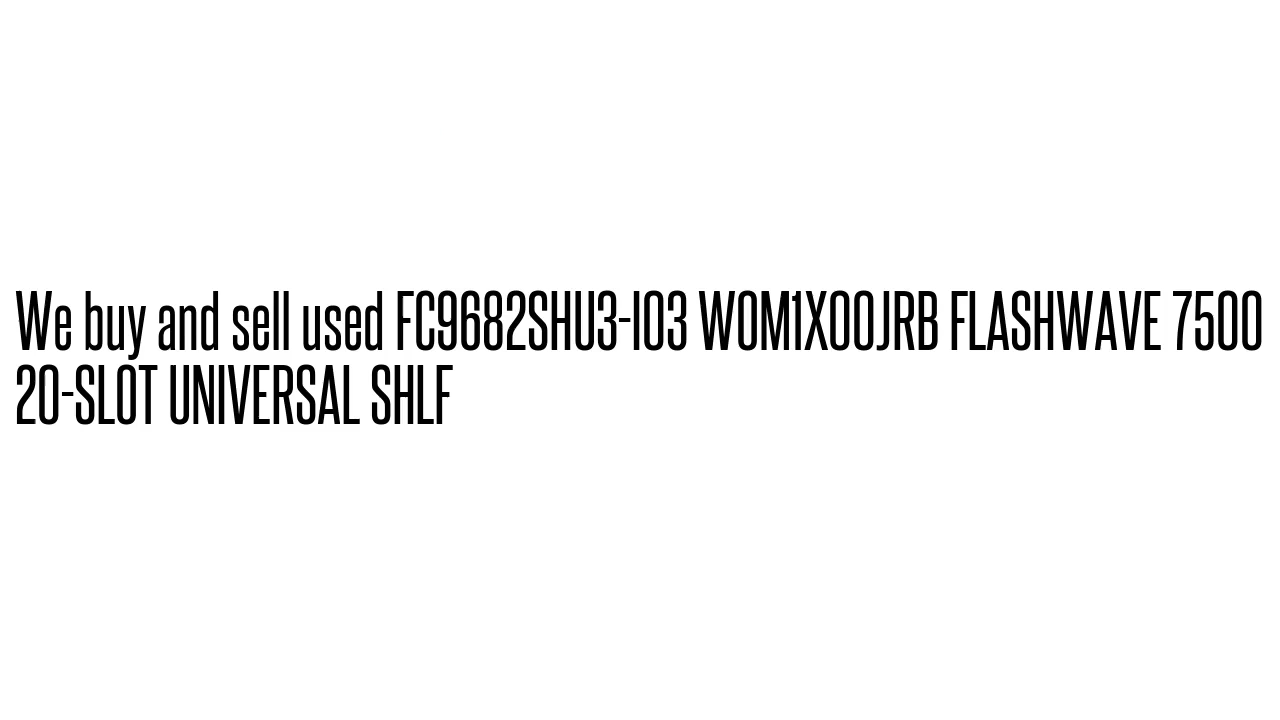 We buy and sell used FC9682SHU3-I03 WOM1X00JRB FLASHWAVE 7500
20-SLOT UNIVERSAL SHLF